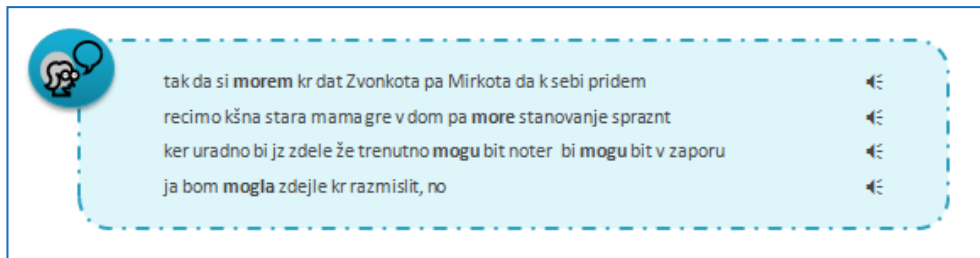 tak da si morem kr dat Zvonkota pa Mirkota da k sebi pridem
recimo kšna stara mama gre v dom pa more stanovanje spraznt
ker uradno bi jz zdele že trenutno mogu bit noter bi mogu bit v zaporu
ja bom mogla zdejle kr razmislit, no